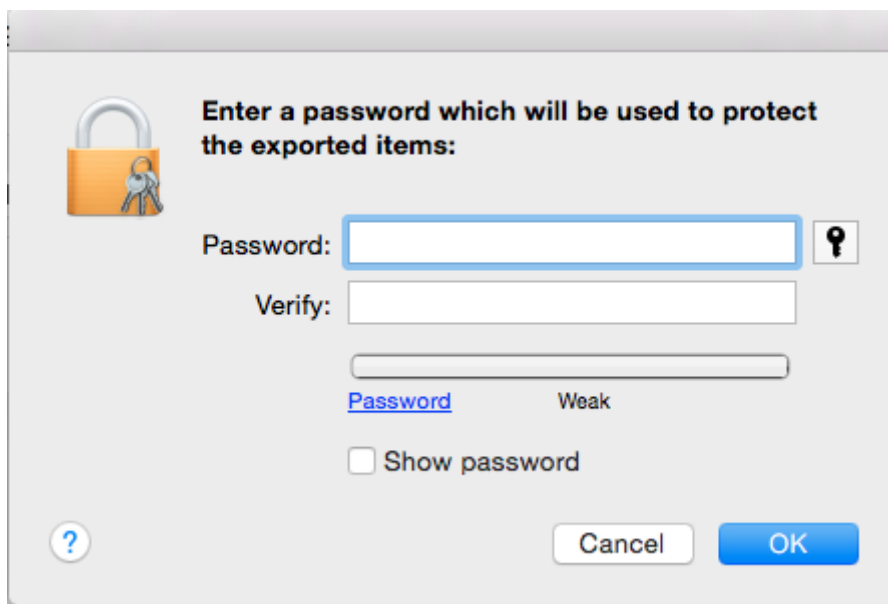 Enter a password which will be used to protect
the exported items:
Password:
Verify:
Password Weak
Show password
? Cancel OK